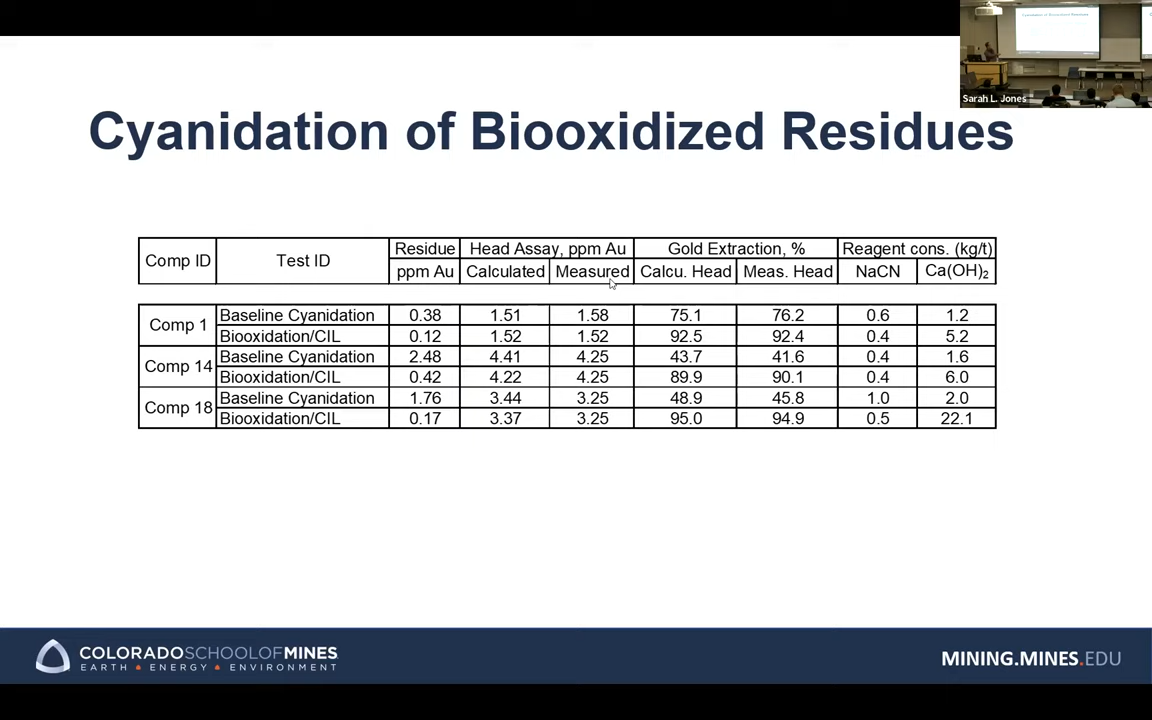 Cyanidation of Biooxidized Residues
Sarah L. Jones
Cyanidation of Biooxidized Residues
Comp ID Test ID Residue Head Assay, ppm Au Gold Extraction, % Reagent cons. (kg/t)
ppm Au Calculated Measured Calcu. Head Meas. Head NaCN Ca(OH)₂
Comp 1 Baseline Cyanidation 0.38 1.51 1.58 75.1 76.2 0.6 1.2
Biooxidation/CIL 0.12 1.52 1.52 92.5 92.4 0.4 5.2
Comp 14 Baseline Cyanidation 2.48 4.41 4.25 43.7 41.6 0.4 1.6
Biooxidation/CIL 0.42 4.22 4.25 89.9 90.1 0.4 6.0
Comp 18 Baseline Cyanidation 1.76 3.44 3.25 48.9 45.8 1.0 2.0
Biooxidation/CIL 0.17 3.37 3.25 95.0 94.9 0.5 22.1
COLORADOSCHOOLOFMINES
EARTH • ENERGY • ENVIRONMENT
MINING.MINES.EDU